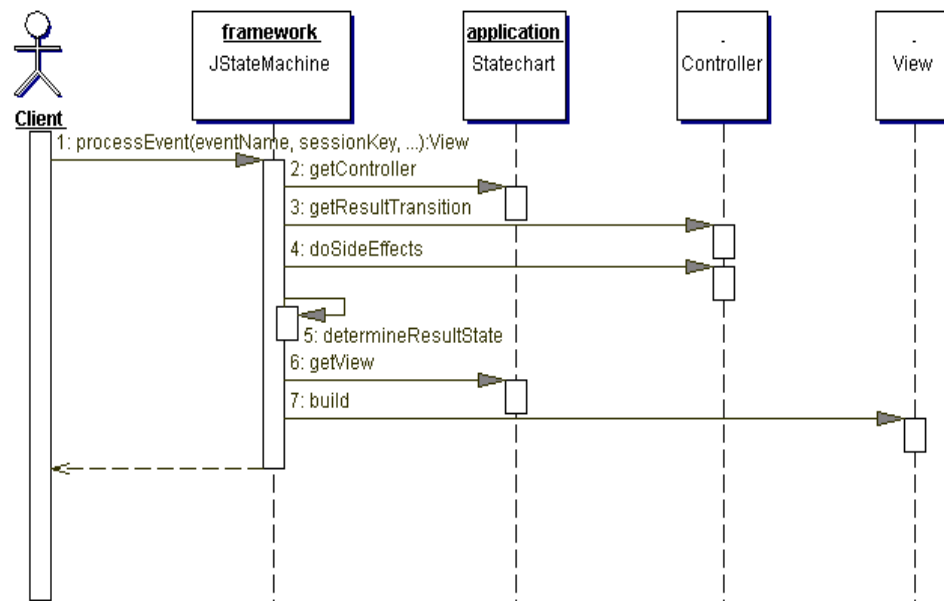 framework
JStateMachine
application
Statechart
.
Controller
.
View
Client
1: processEvent(eventName, sessionKey, ...):View
2: getController
3: getResultTransition
4: doSideEffects
5: determineResultState
6: getView
7: build